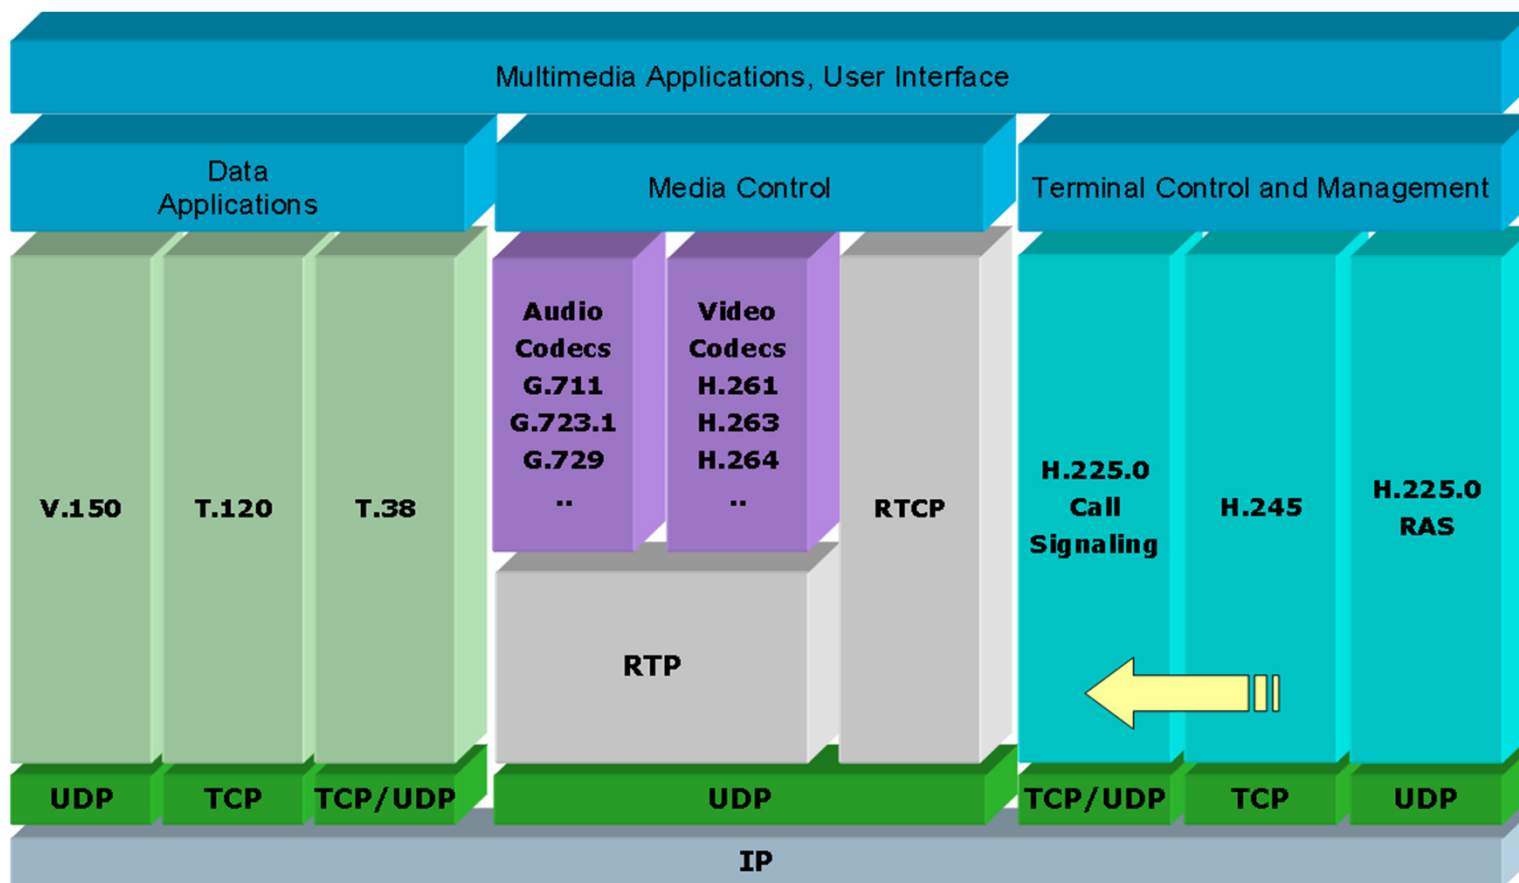 Multimedia Applications, User Interface
Data
Applications
Media Control
Terminal Control and Management
V.150
T.120
T.38
Audio
Codecs
G.711
G.723.1
G.729
..
Video
Codecs
H.261
H.263
H.264
..
RTP
RTCP
H.225.0
Call
Signaling
H.245
H.225.0
RAS
UDP
TCP
TCP/UDP
UDP
TCP/UDP
TCP
UDP
IP